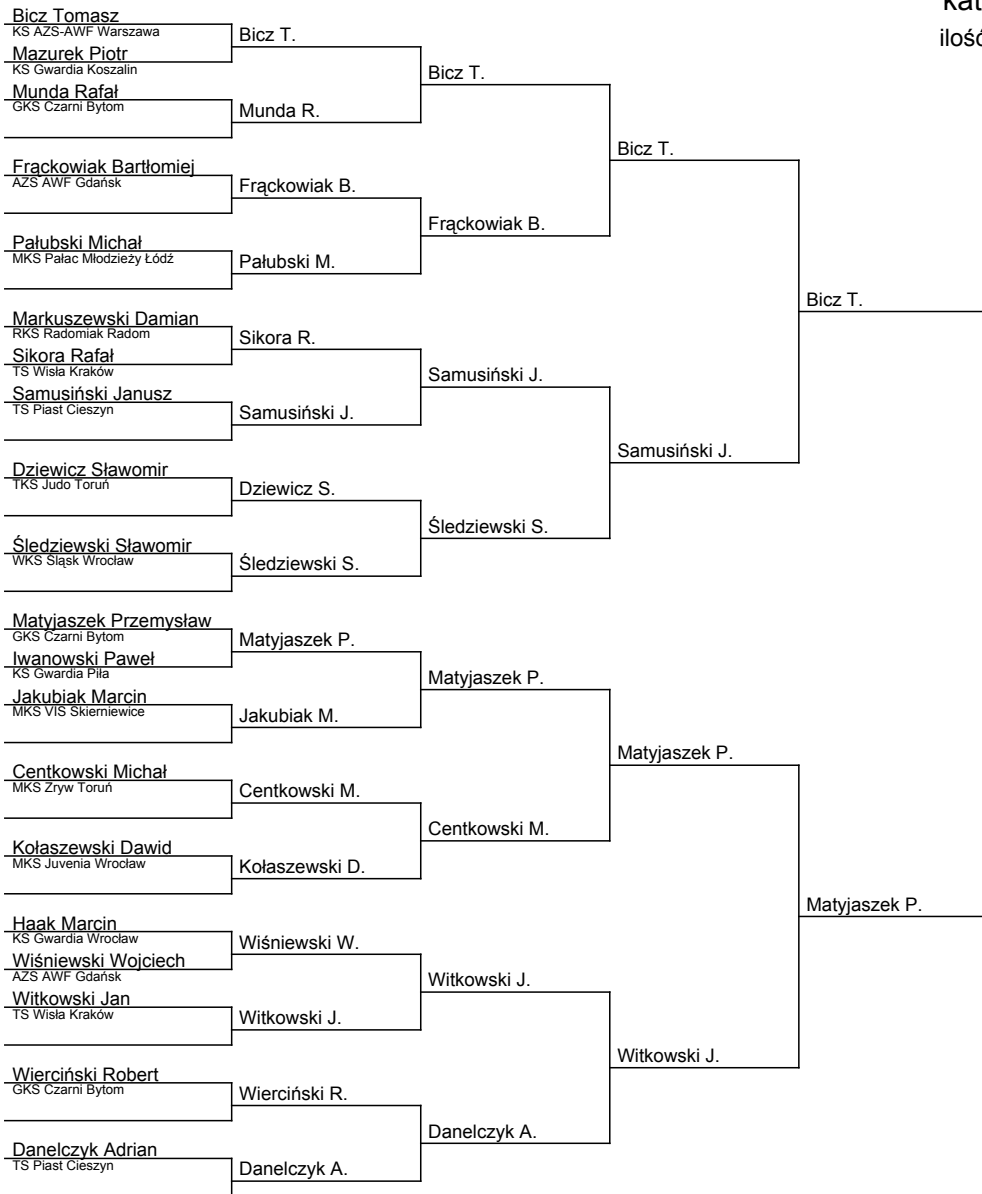 kat
ilość
Bicz Tomasz
KS AZS-AWF Warszawa
Mazurek Piotr
KS Gwardia Koszalin
Munda Rafał
GKS Czarni Bytom
Frąckowiak Bartłomiej
AZS AWF Gdańsk
Pałubski Michał
MKS Pałac Młodzieży Łódź
Markuszewski Damian
RKS Radomiak Radom
Sikora Rafał
TS Wisła Kraków
Samusiński Janusz
TS Piast Cieszyn
Dziewicz Sławomir
TKS Judo Toruń
Śledziewski Sławomir
WKS Śląsk Wrocław
Matyjaszek Przemysław
GKS Czarni Bytom
Iwanowski Paweł
KS Gwardia Piła
Jakubiak Marcin
MKS VIS Skierniewice
Centkowski Michał
MKS Zryw Toruń
Kołaszewski Dawid
MKS Juvenia Wrocław
Haak Marcin
KS Gwardia Wrocław
Wiśniewski Wojciech
AZS AWF Gdańsk
Witkowski Jan
TS Wisła Kraków
Wierciński Robert
GKS Czarni Bytom
Danelczyk Adrian
TS Piast Cieszyn
Bicz T.
Munda R.
Frąckowiak B.
Pałubski M.
Sikora R.
Samusiński J.
Dziewicz S.
Śledziewski S.
Matyjaszek P.
Jakubiak M.
Centkowski M.
Kołaszewski D.
Wiśniewski W.
Witkowski J.
Wierciński R.
Danelczyk A.
Bicz T.
Frąckowiak B.
Samusiński J.
Śledziewski S.
Matyjaszek P.
Centkowski M.
Witkowski J.
Danelczyk A.
Bicz T.
Samusiński J.
Matyjaszek P.
Witkowski J.
Bicz T.
Matyjaszek P.